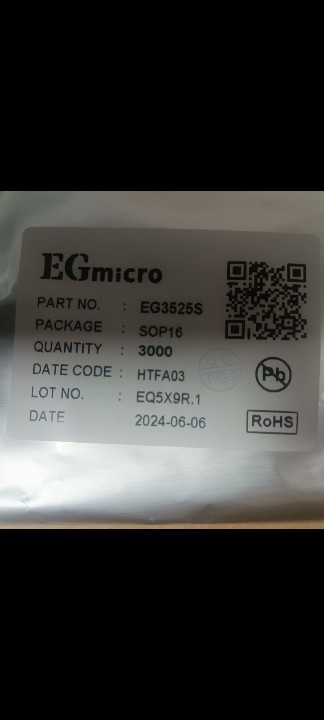 EGmicro
PART NO. : EG3525S
PACKAGE : SOP16
QUANTITY : 3000
DATE CODE : HTFA03
LOT NO. : EQ5X9R.1
DATE 2024-06-06
Pb
RoHS